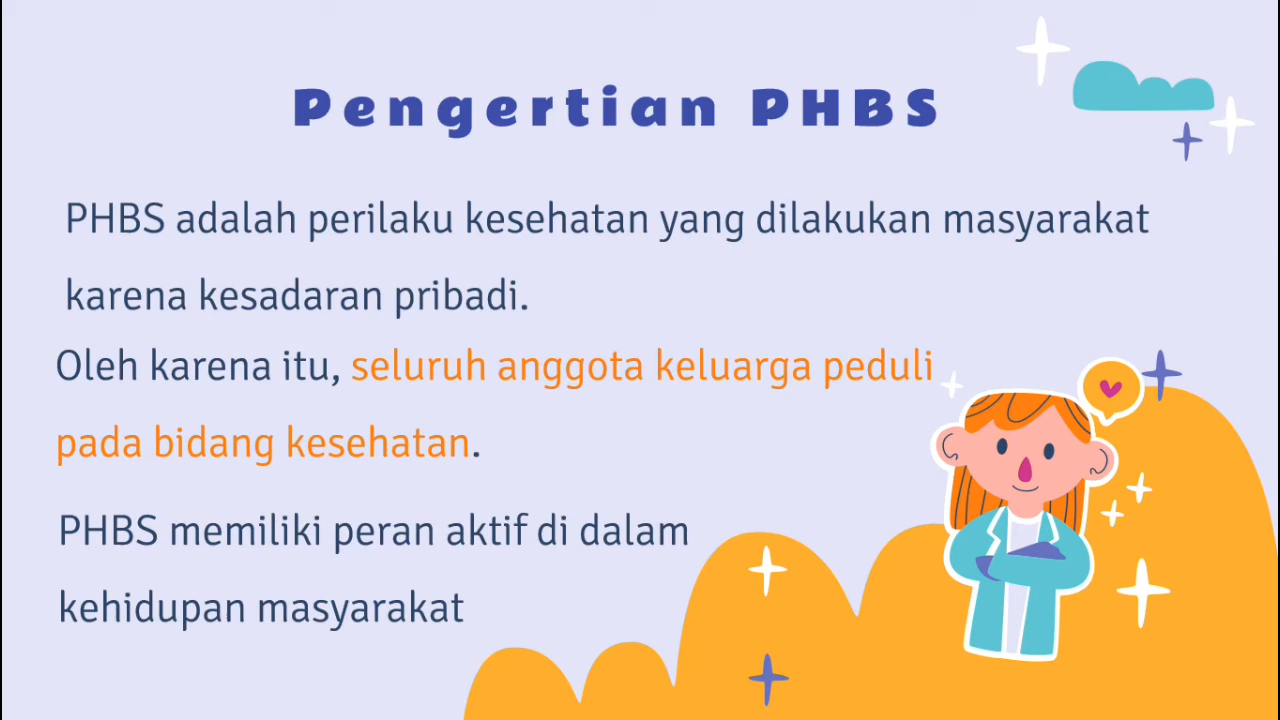 Pengertian PHBS
PHBS adalah perilaku kesehatan yang dilakukan masyarakat
karena kesadaran pribadi.
Oleh karena itu, seluruh anggota keluarga peduli
pada bidang kesehatan.
PHBS memiliki peran aktif di dalam
kehidupan masyarakat